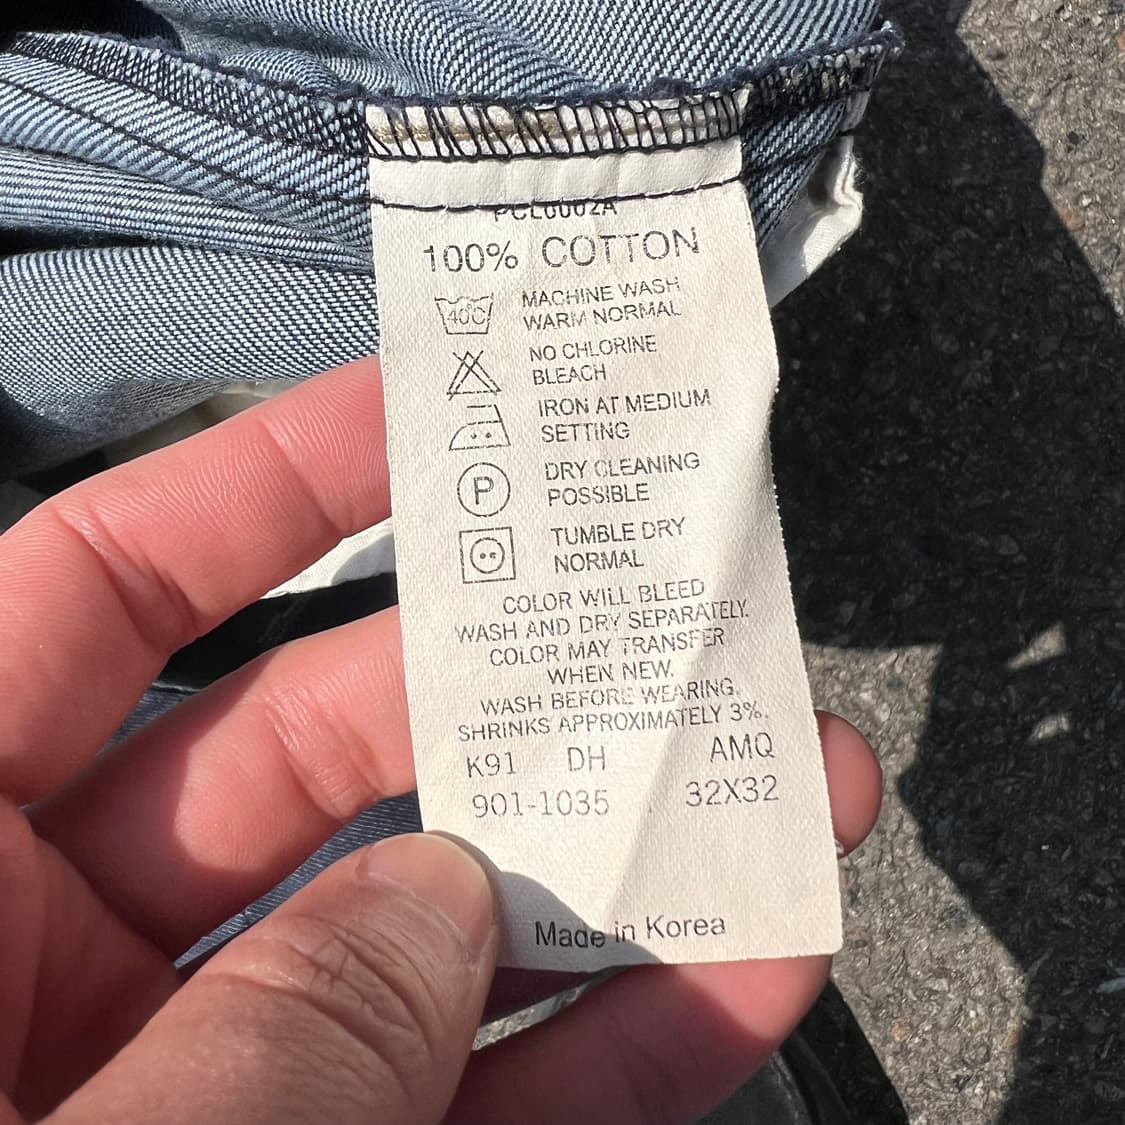 PCL0002A
100% COTTON
40C
MACHINE WASH
WARM NORMAL
NO CHLORINE
BLEACH
IRON AT MEDIUM
SETTING
P
DRY CLEANING
POSSIBLE
TUMBLE DRY
NORMAL
COLOR WILL BLEED
WASH AND DRY SEPARATELY.
COLOR MAY TRANSFER
WHEN NEW.
WASH BEFORE WEARING.
SHRINKS APPROXIMATELY 3%.
K91 DH AMQ
901-1035 32X32
Made in Korea